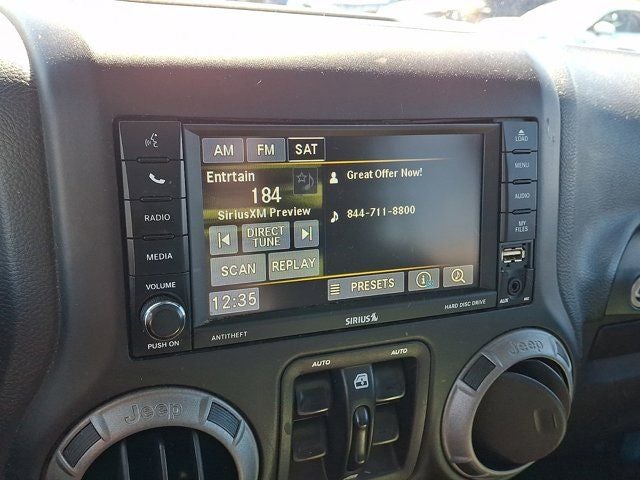 AM FM SAT
Entrtain
184
SiriusXM Preview
DIRECT
TUNE
SCAN REPLAY
12:35
Great Offer Now!
844-711-8800
PRESETS
RADIO
MEDIA
VOLUME
PUSH ON
LOAD
MENU
AUDIO
MY
FILES
AUX
ANTITHEFT
SIRIUS
HARD DISC DRIVE
AUTO AUTO
Jeep
Jeep